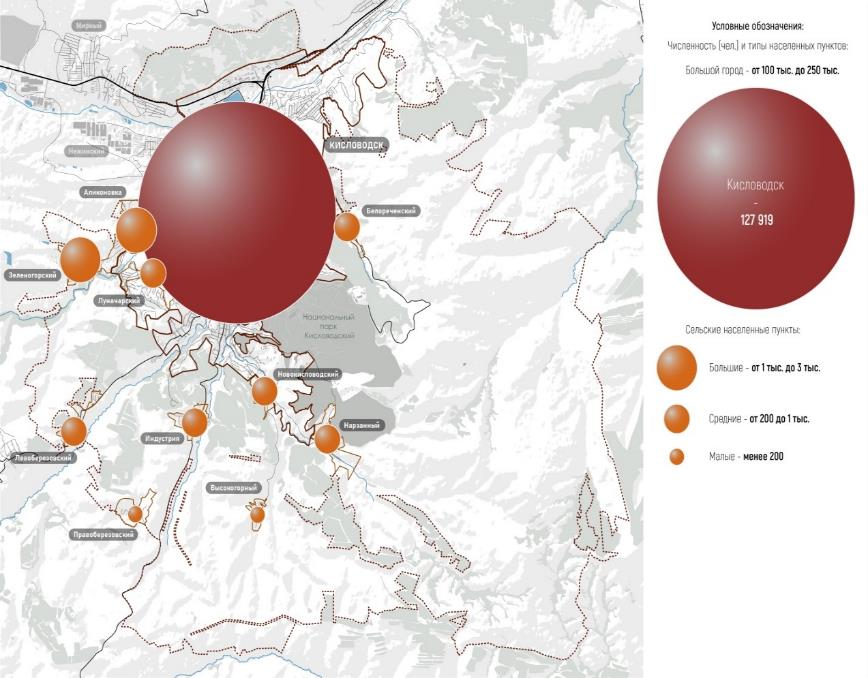 Мирный
Нежинский
КИСЛОВОДСК
Аликоновка
Белореченский
Зеленогорский
Луначарский
Национальный
парк
Кисловодский
Новокисловодский
Нарзанный
Индустрия
Левоберезовский
Высокогорный
Правоберезовский
Условные обозначения:
Численность (чел.) и типы населенных пунктов:
Большой город - от 100 тыс. до 250 тыс.
Кисловодск
-
127 919
Сельские населенные пункты:
Большие - от 1 тыс. до 3 тыс.
Средние - от 200 до 1 тыс.
Малые - менее 200